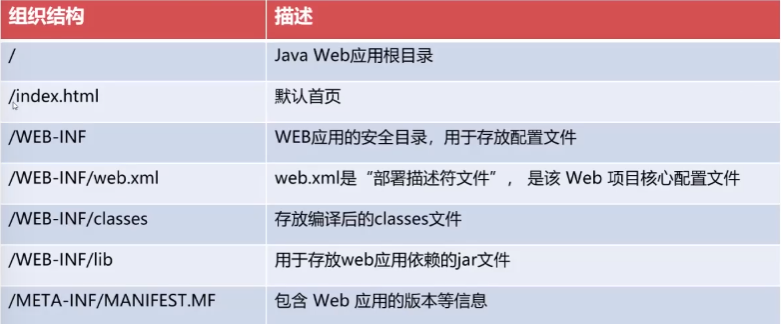 组织结构 描述
/ Java Web应用根目录
/index.html 默认首页
/WEB-INF WEB应用的安全目录，用于存放配置文件
/WEB-INF/web.xml web.xml是“部署描述符文件”， 是该 Web 项目核心配置文件
/WEB-INF/classes 存放编译后的classes文件
/WEB-INF/lib 用于存放web应用依赖的jar文件
/META-INF/MANIFEST.MF 包含 Web 应用的版本等信息